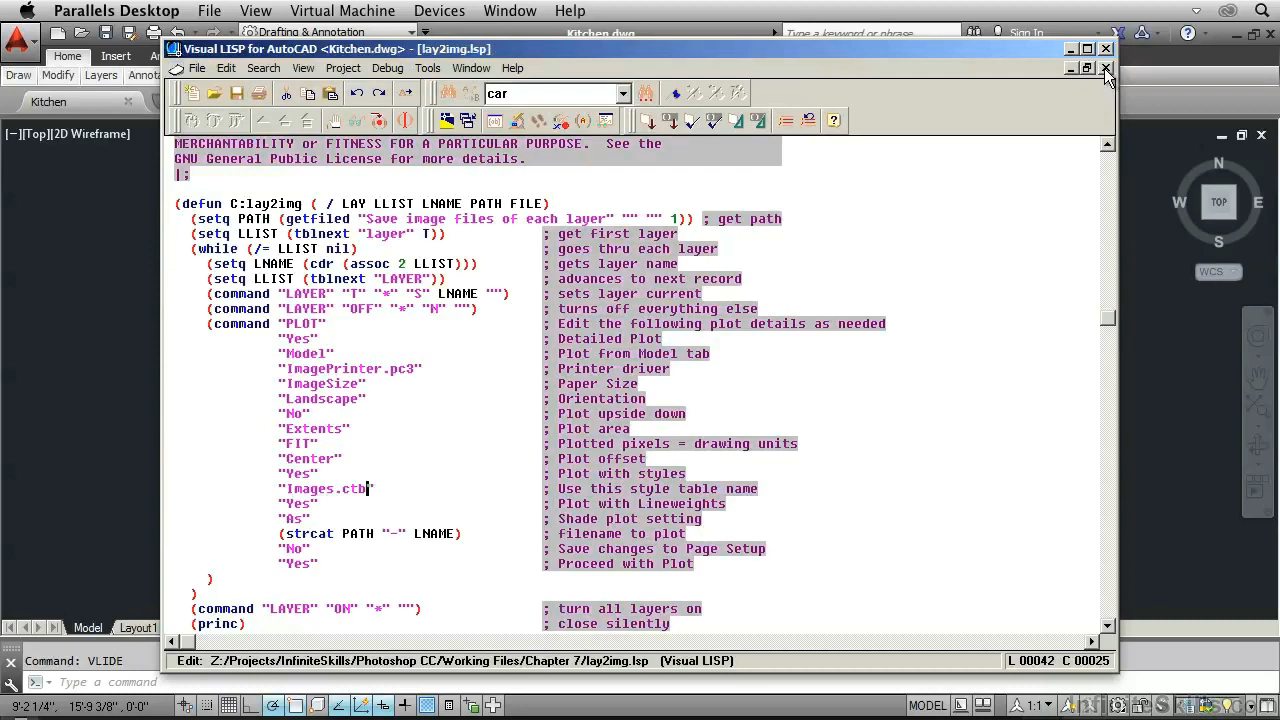 Parallels Desktop File View Virtual Machine Devices Window Help
Drafting & Annotation
Kitchen.dwg
Type a keyword or phrase
Sign In
Home Insert
Draw Modify Layers
Kitchen
[−][Top][2D Wireframe]
Visual LISP for AutoCAD <Kitchen.dwg> - [lay2img.lsp]
File Edit Search View Project Debug Tools Window Help
car
MERCHANTABILITY or FITNESS FOR A PARTICULAR PURPOSE. See the
GNU General Public License for more details.
|;
(defun C:lay2img ( / LAY LLIST LNAME PATH FILE)
(setq PATH (getfiled "Save image files of each layer" "" "" 1)) ; get path
(setq LLIST (tblnext "layer" T)) ; get first layer
(while (/= LLIST nil) ; goes thru each layer
(setq LNAME (cdr (assoc 2 LLIST))) ; gets layer name
(setq LLIST (tblnext "LAYER")) ; advances to next record
(command "LAYER" "T" "*" "S" LNAME "") ; sets layer current
(command "LAYER" "OFF" "*" "N" "") ; turns off everything else
(command "PLOT" ; Edit the following plot details as needed
"Yes" ; Detailed Plot
"Model" ; Plot from Model tab
"ImagePrinter.pc3" ; Printer driver
"ImageSize" ; Paper Size
"Landscape" ; Orientation
"No" ; Plot upside down
"Extents" ; Plot area
"FIT" ; Plotted pixels = drawing units
"Center" ; Plot offset
"Yes" ; Plot with styles
"Images.ctb" ; Use this style table name
"Yes" ; Plot with Lineweights
"As" ; Shade plot setting
(strcat PATH "-" LNAME) ; filename to plot
"No" ; Save changes to Page Setup
"Yes" ; Proceed with Plot
)
)
(command "LAYER" "ON" "*" "") ; turn all layers on
(princ) ; close silently
Edit: Z:/Projects/InfiniteSkills/Photoshop CC/Working Files/Chapter 7/lay2img.lsp (Visual LISP)
L 00042 C 00025
N
W TOP E
S
WCS
Model Layout1
Command: VLIDE
Type a command
9'-2 1/4", 15'-9 3/8", 0'-0"
MODEL
1:1